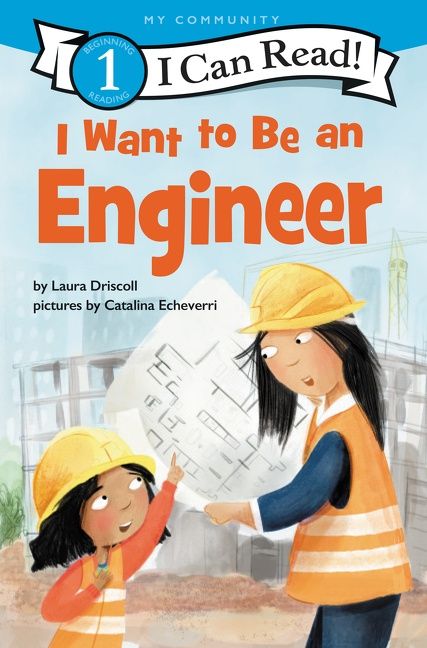 MY COMMUNITY
BEGINNING
1
READING
I Can Read!
I Want to Be an
Engineer
by Laura Driscoll
pictures by Catalina Echeverri